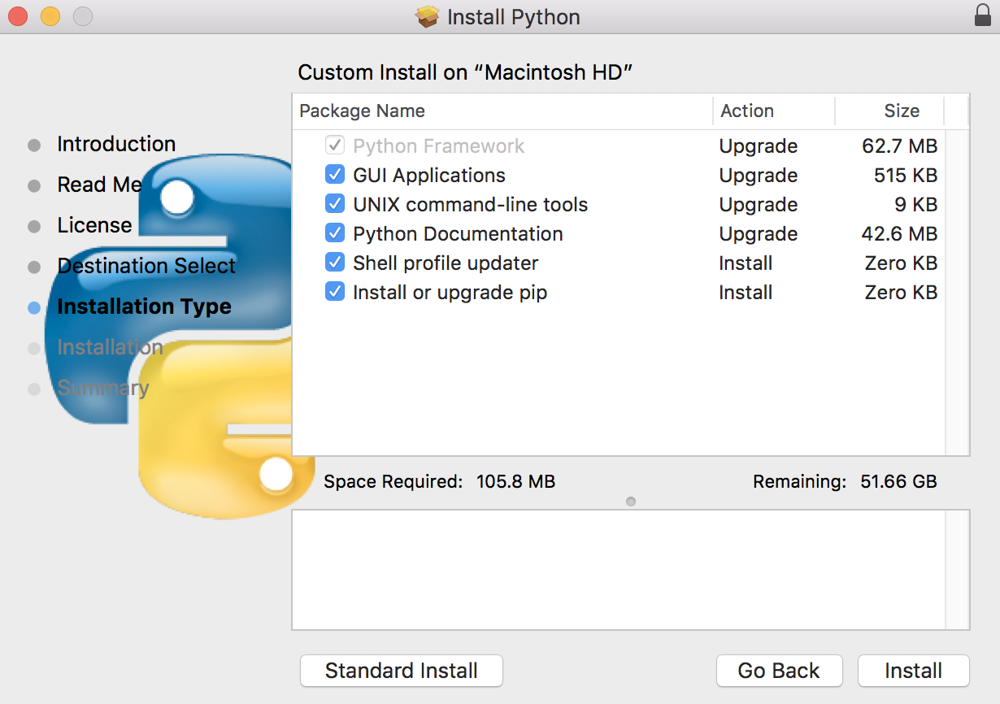 Install Python
Custom Install on “Macintosh HD”
Introduction
Read Me
License
Destination Select
Installation Type
Installation
Summary
Package Name Action Size
Python Framework Upgrade 62.7 MB
GUI Applications Upgrade 515 KB
UNIX command-line tools Upgrade 9 KB
Python Documentation Upgrade 42.6 MB
Shell profile updater Install Zero KB
Install or upgrade pip Install Zero KB
Space Required: 105.8 MB Remaining: 51.66 GB
Standard Install Go Back Install